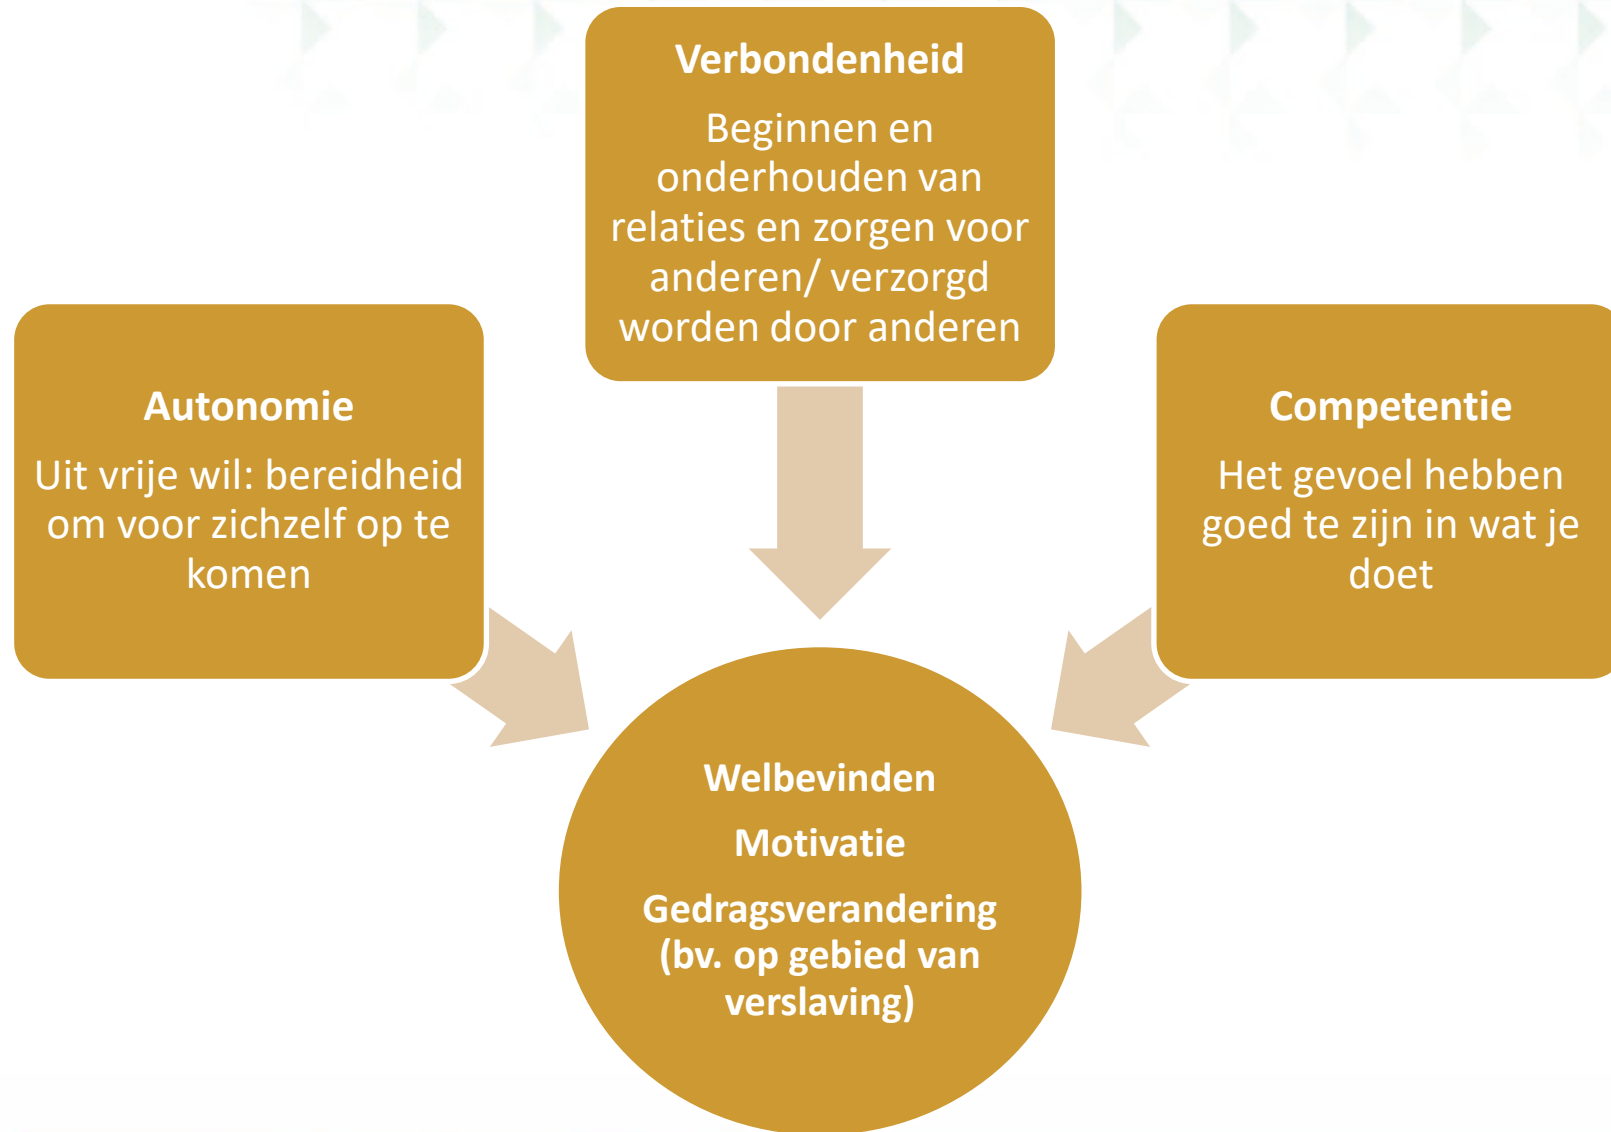 Verbondenheid
Beginnen en
onderhouden van
relaties en zorgen voor
anderen/ verzorgd
worden door anderen
Autonomie
Uit vrije wil: bereidheid
om voor zichzelf op te
komen
Competentie
Het gevoel hebben
goed te zijn in wat je
doet
Welbevinden
Motivatie
Gedragsverandering
(bv. op gebied van
verslaving)